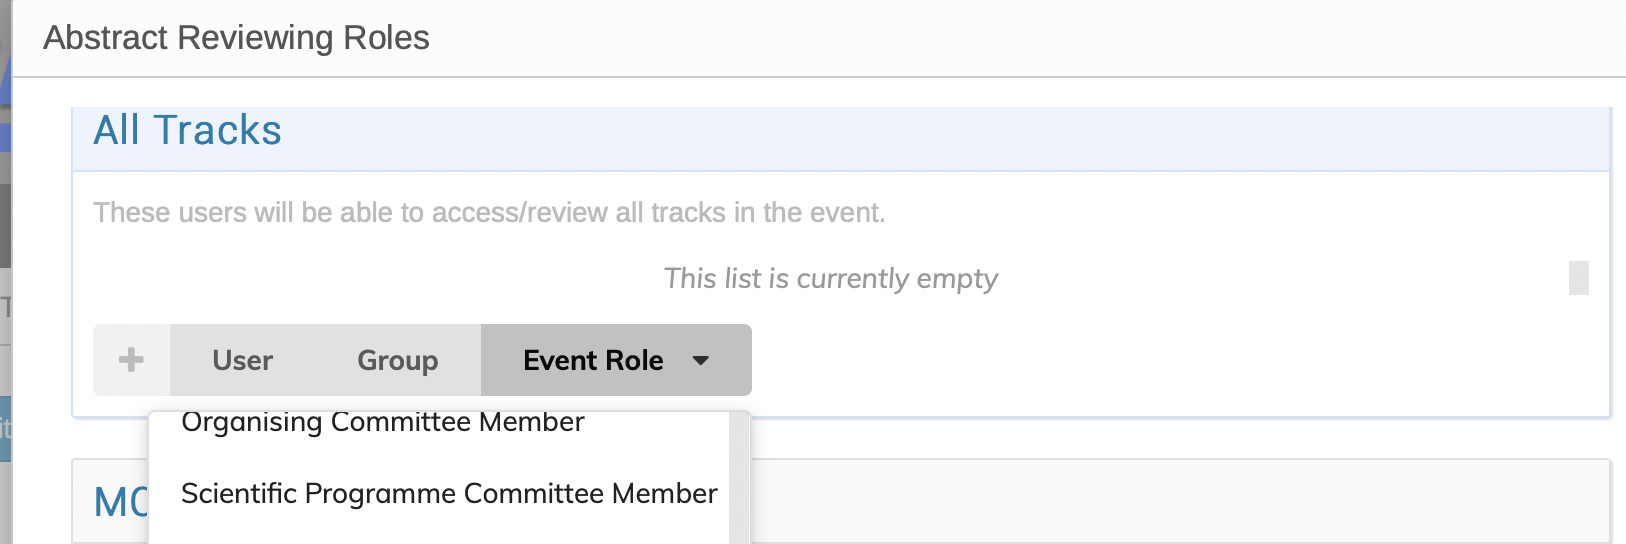 Abstract Reviewing Roles
All Tracks
These users will be able to access/review all tracks in the event.
This list is currently empty
User Group Event Role
Organising Committee Member
Scientific Programme Committee Member